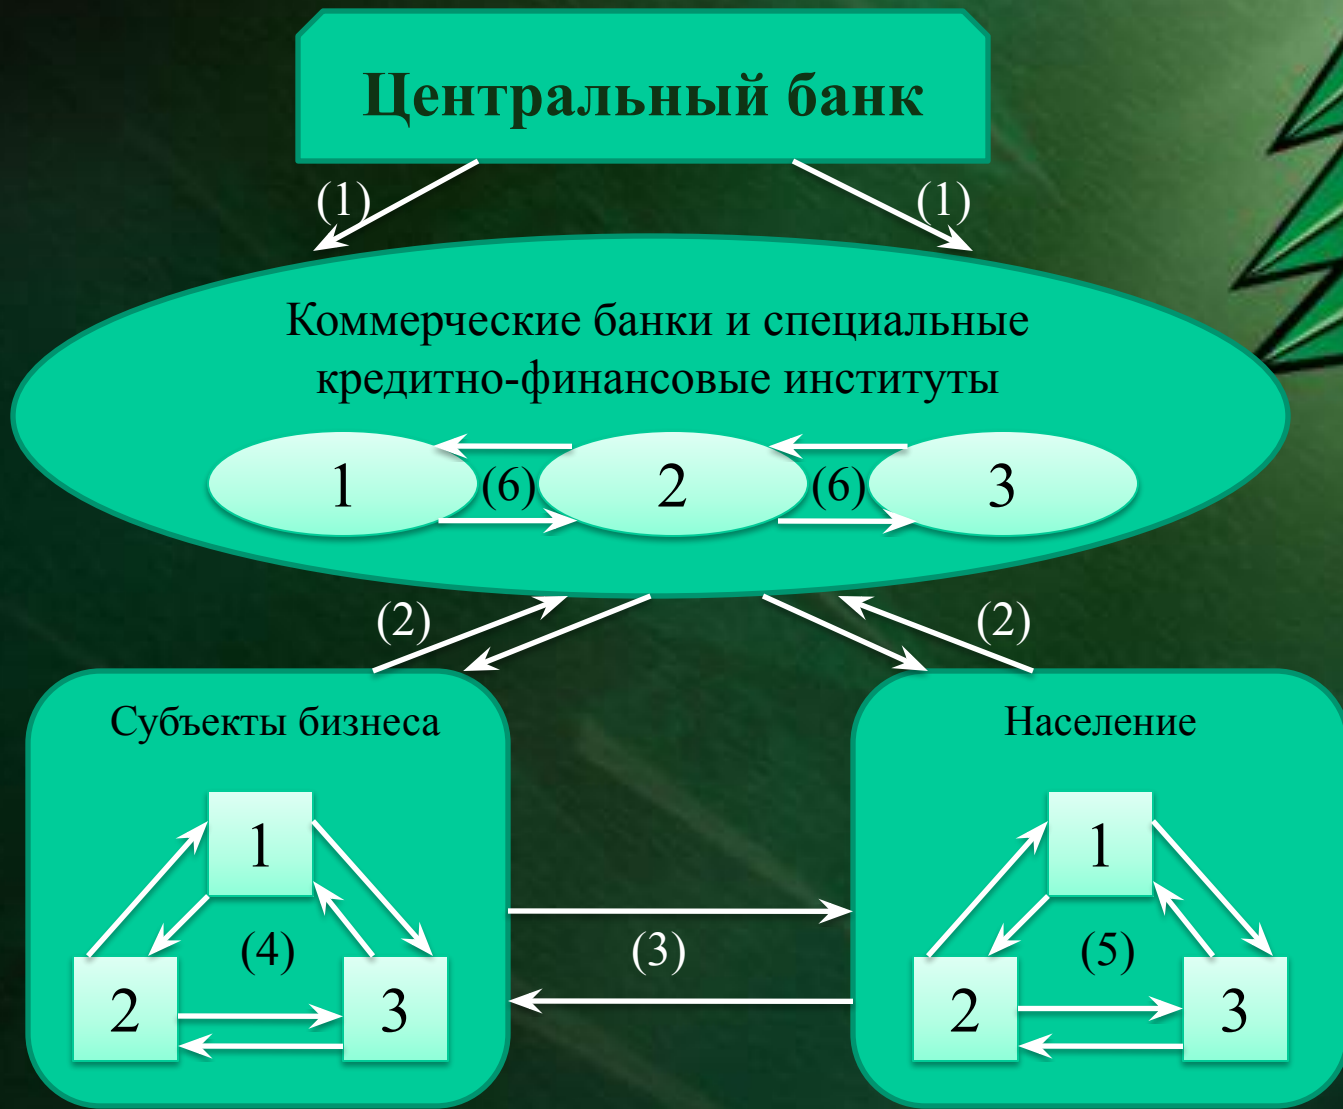 Центральный банк
(1) (1)
Коммерческие банки и специальные
кредитно-финансовые институты
1 (6) 2 (6) 3
(2) (2)
Субъекты бизнеса
1
(4)
2 3
(3)
Население
1
(5)
2 3